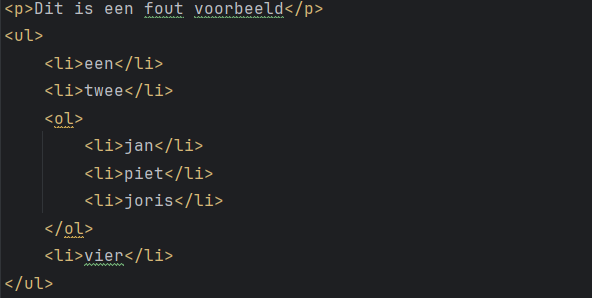 <p>Dit is een fout voorbeeld</p>
<ul>
    <li>een</li>
    <li>twee</li>
    <ol>
        <li>jan</li>
        <li>piet</li>
        <li>joris</li>
    </ol>
    <li>vier</li>
</ul>